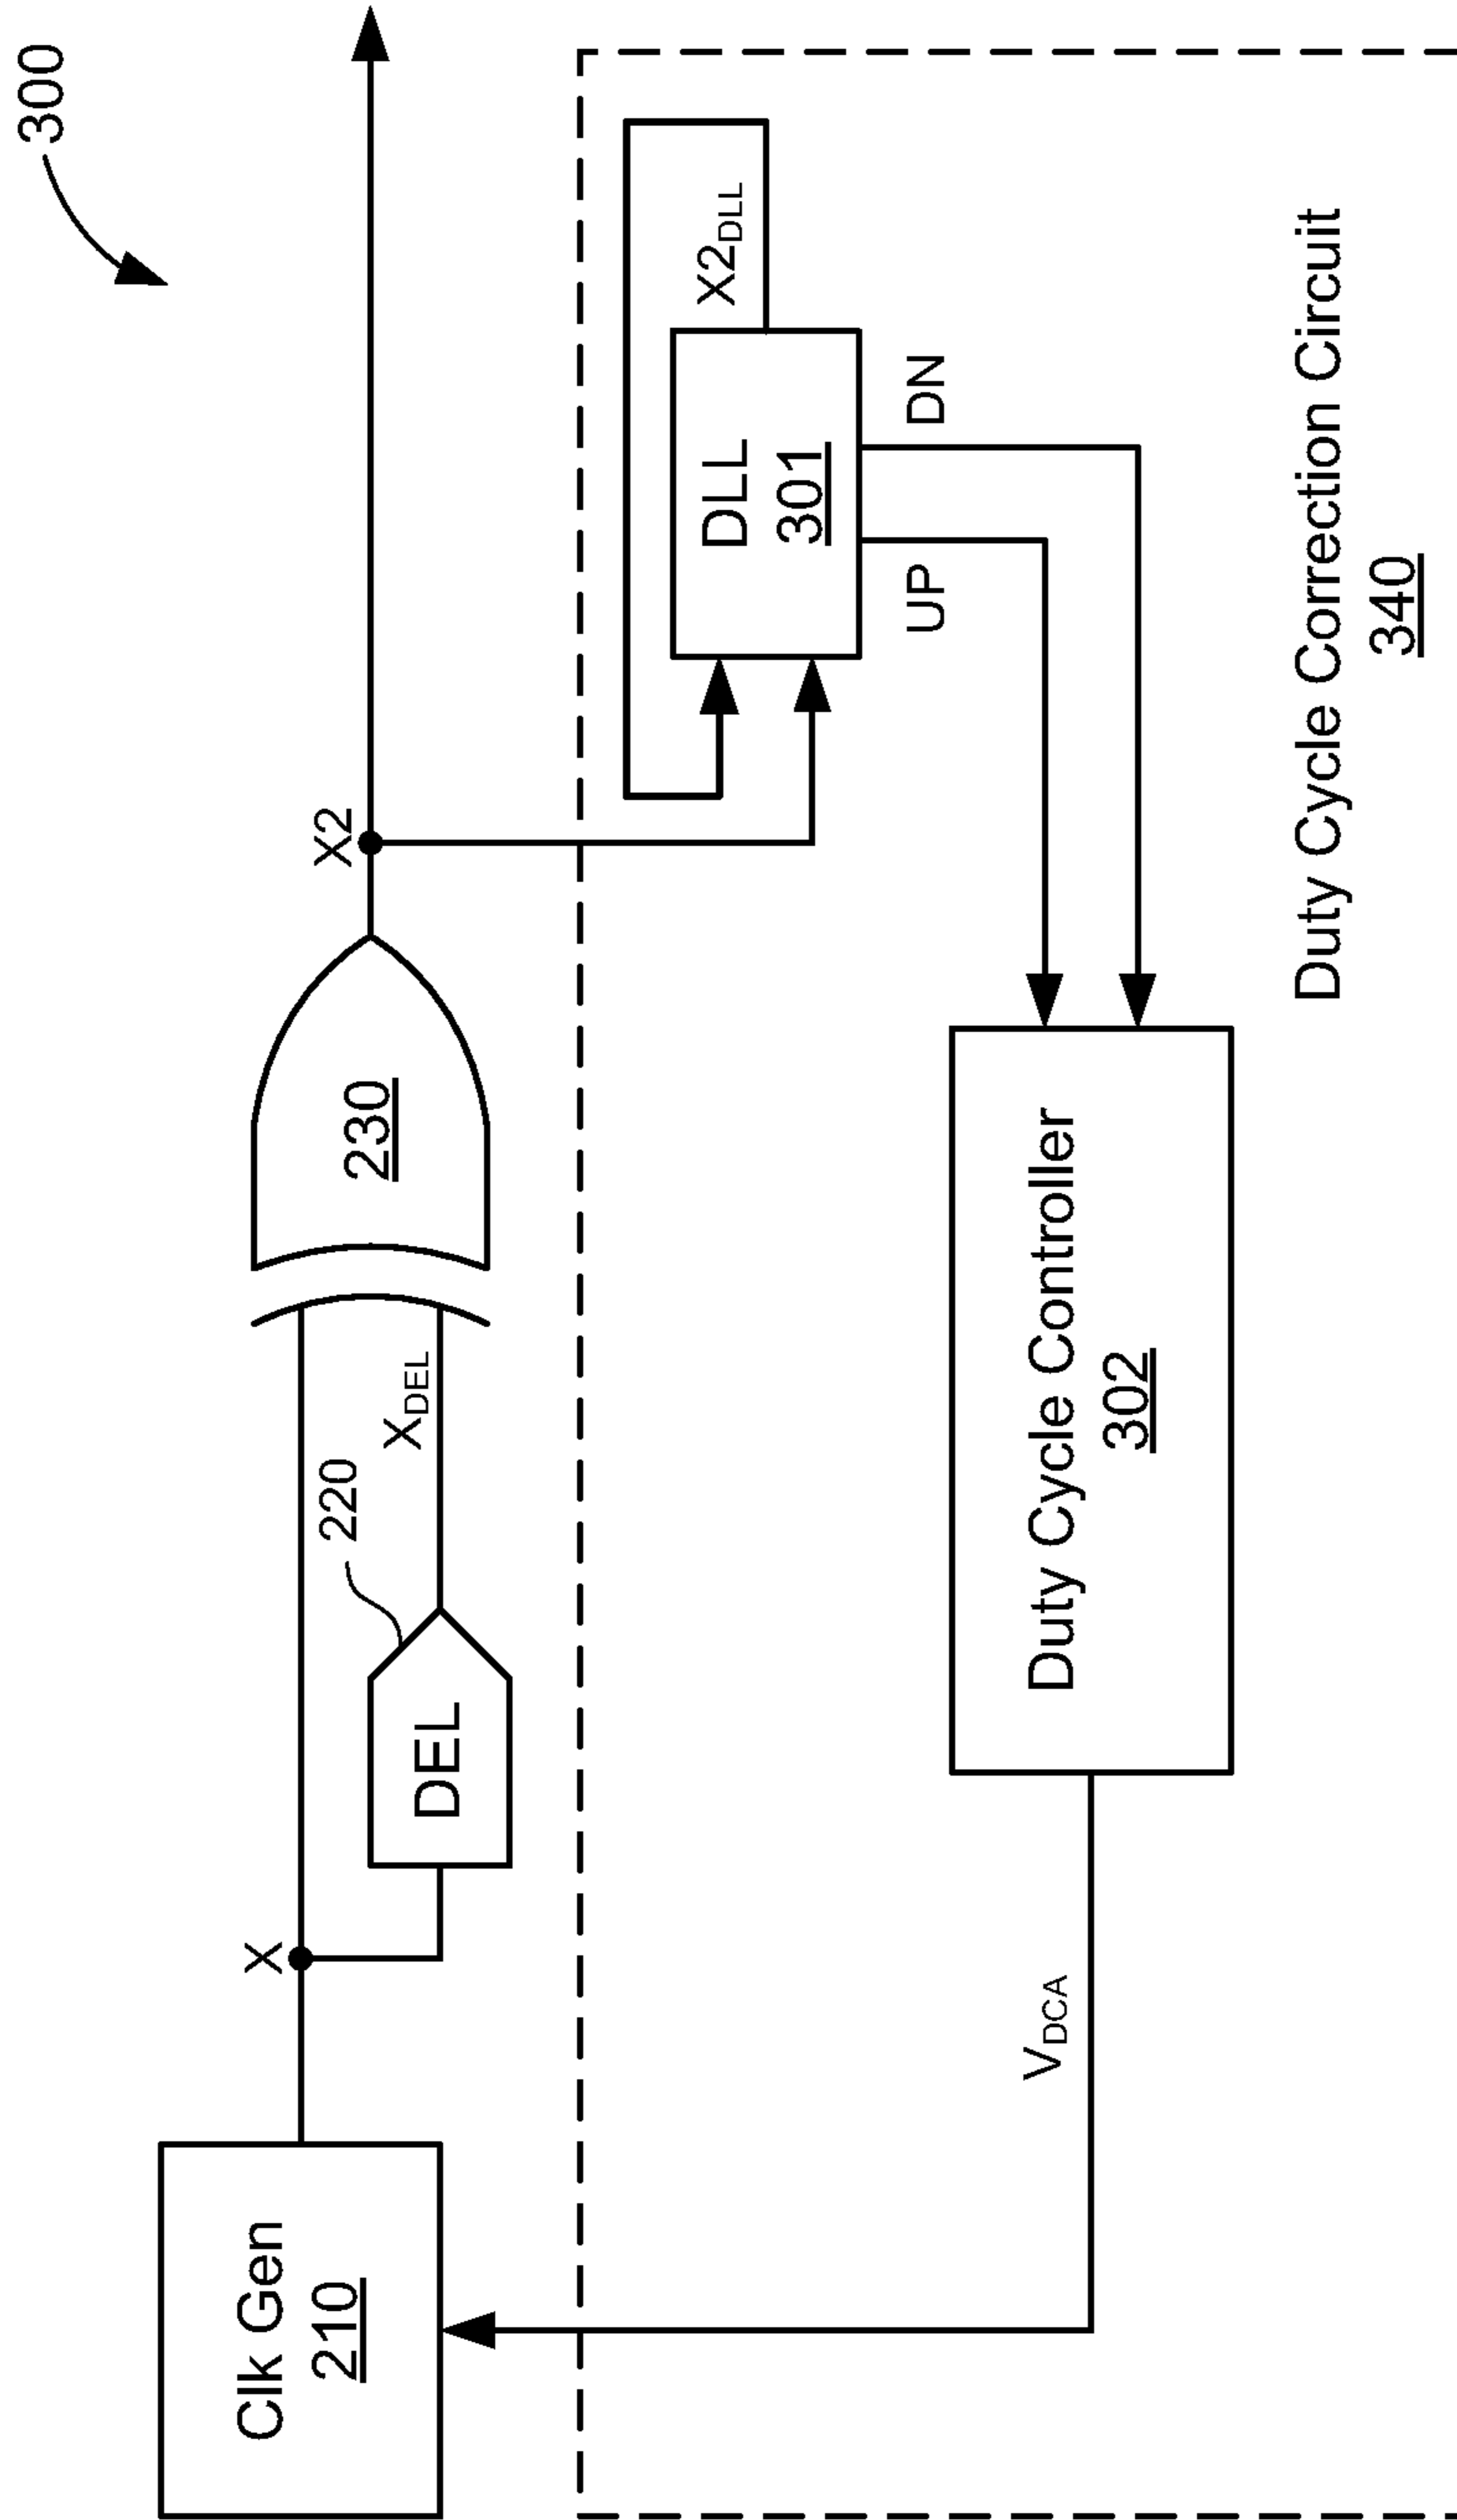 300
Clk Gen
210
X
DEL
220
XDEL
230
X2
X2DLL
DLL
301
UP
DN
Duty Cycle Controller
302
VDCA
Duty Cycle Correction Circuit
340